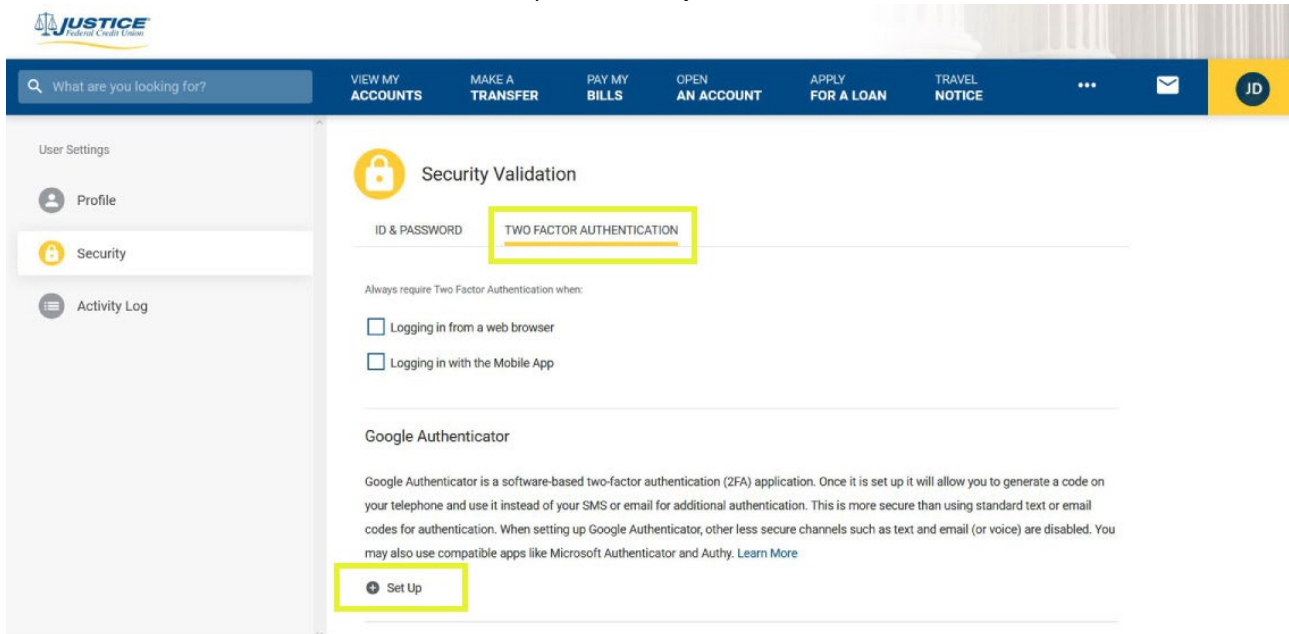 JUSTICE
Federal Credit Union
What are you looking for?
VIEW MY
ACCOUNTS
MAKE A
TRANSFER
PAY MY
BILLS
OPEN
AN ACCOUNT
APPLY
FOR A LOAN
TRAVEL
NOTICE
•••
JD
User Settings
Profile
Security
Activity Log
Security Validation
ID & PASSWORD
TWO FACTOR AUTHENTICATION
Always require Two Factor Authentication when:
Logging in from a web browser
Logging in with the Mobile App
Google Authenticator
Google Authenticator is a software-based two-factor authentication (2FA) application. Once it is set up it will allow you to generate a code on
your telephone and use it instead of your SMS or email for additional authentication. This is more secure than using standard text or email
codes for authentication. When setting up Google Authenticator, other less secure channels such as text and email (or voice) are disabled. You
may also use compatible apps like Microsoft Authenticator and Authy. Learn More
Set Up